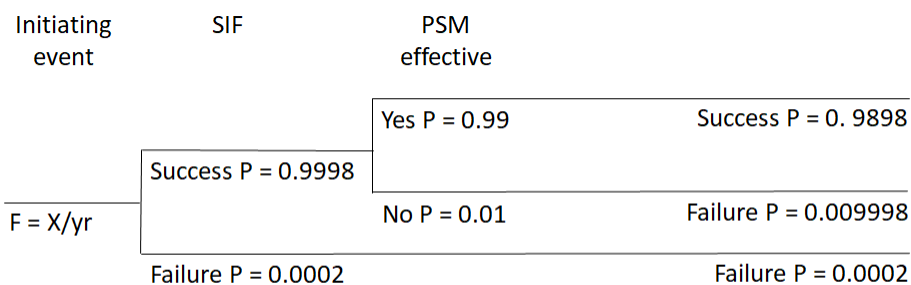 Initiating
event
SIF
PSM
effective
Yes P = 0.99
Success P = 0. 9898
Success P = 0.9998
F = X/yr
No P = 0.01
Failure P = 0.009998
Failure P = 0.0002
Failure P = 0.0002